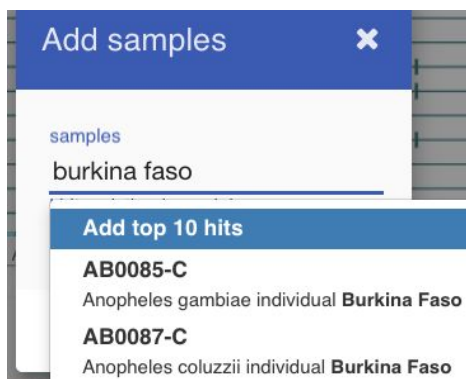 Add samples ×
samples
burkina faso
Add top 10 hits
AB0085-C
Anopheles gambiae individual Burkina Faso
AB0087-C
Anopheles coluzzii individual Burkina Faso